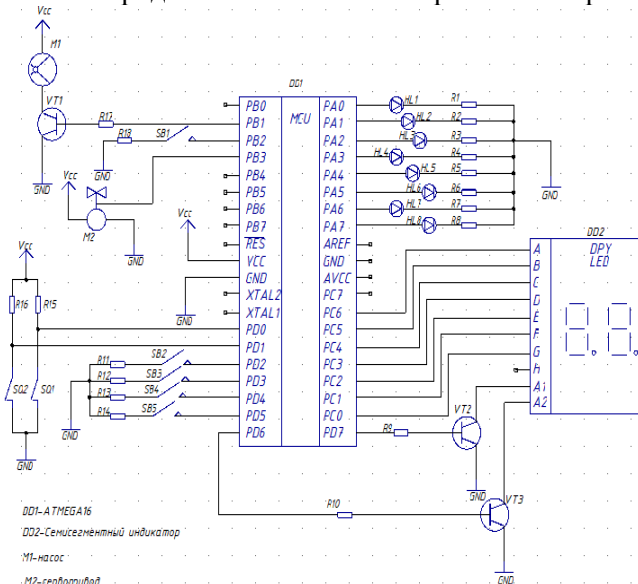 Vcc
M1
VT1
R17
GND
R18
SB1
GND
Vcc
M2
GND
Vcc
GND
Vcc
R16
R15
SQ2
SQ1
GND
R11
R12
R13
R14
SB2
SB3
SB4
SB5
GND
DD1
MCU
PB0
PB1
PB2
PB3
PB4
PB5
PB6
PB7
RES
VCC
GND
XTAL2
XTAL1
PD0
PD1
PD2
PD3
PD4
PD5
PD6
PA0
PA1
PA2
PA3
PA4
PA5
PA6
PA7
AREF
GND
AVCC
PC7
PC6
PC5
PC4
PC3
PC2
PC1
PC0
PD7
HL1
HL2
HL3
HL4
HL5
HL6
HL7
HL8
R1
R2
R3
R4
R5
R6
R7
R8
GND
DD2
DPY
LED
A
B
C
D
E
F
G
H
A1
A2
R9
VT2
GND
R10
VT3
GND
DD1-ATMEGA16
DD2-Семисегментный индикатор
M1-насос
M2-сервопривод